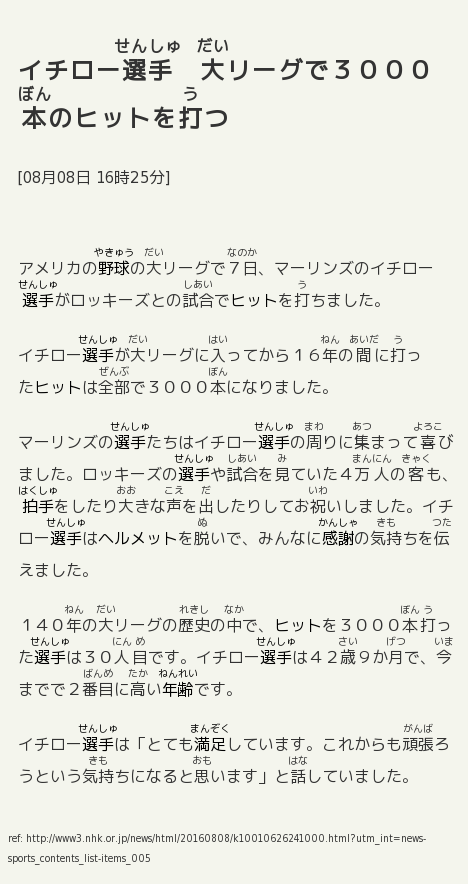 イチロー選手　大リーグで３０００
本のヒットを打つ
[08月08日 16時25分]
アメリカの野球の大リーグで７日、マーリンズのイチロー
選手がロッキーズとの試合でヒットを打ちました。
イチロー選手が大リーグに入ってから１６年の間に打っ
たヒットは全部で３０００本になりました。
マーリンズの選手たちはイチロー選手の周りに集まって喜び
ました。ロッキーズの選手や試合を見ていた４万人の客も、
拍手をしたり大きな声を出したりしてお祝いしました。イチ
ロー選手はヘルメットを脱いで、みんなに感謝の気持ちを伝
えました。
１４０年の大リーグの歴史の中で、ヒットを３０００本打っ
た選手は３０人目です。イチロー選手は４２歳９か月で、今
までで２番目に高い年齢です。
イチロー選手は「とても満足しています。これからも頑張ろ
うという気持ちになると思います」と話していました。
ref: http://www3.nhk.or.jp/news/html/20160808/k10010626241000.html?utm_int=news-
sports_contents_list-items_005